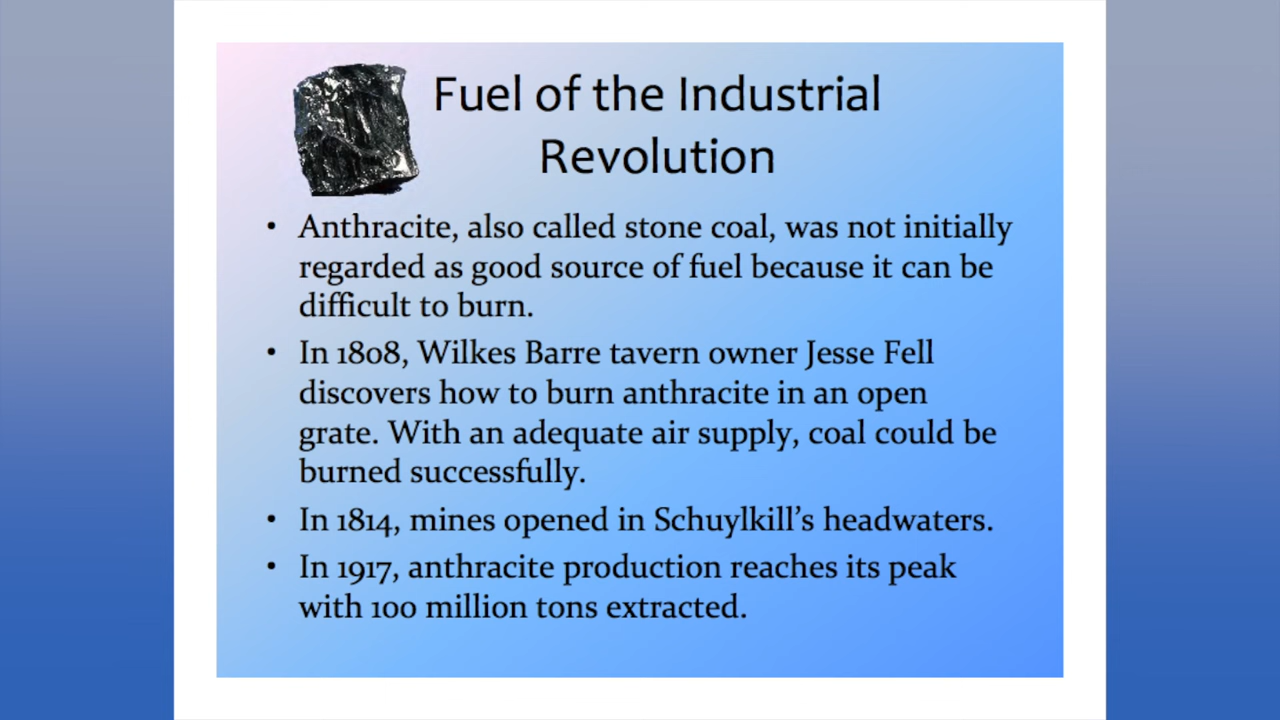 Fuel of the Industrial
Revolution
• Anthracite, also called stone coal, was not initially
regarded as good source of fuel because it can be
difficult to burn.
• In 1808, Wilkes Barre tavern owner Jesse Fell
discovers how to burn anthracite in an open
grate. With an adequate air supply, coal could be
burned successfully.
• In 1814, mines opened in Schuylkill’s headwaters.
• In 1917, anthracite production reaches its peak
with 100 million tons extracted.